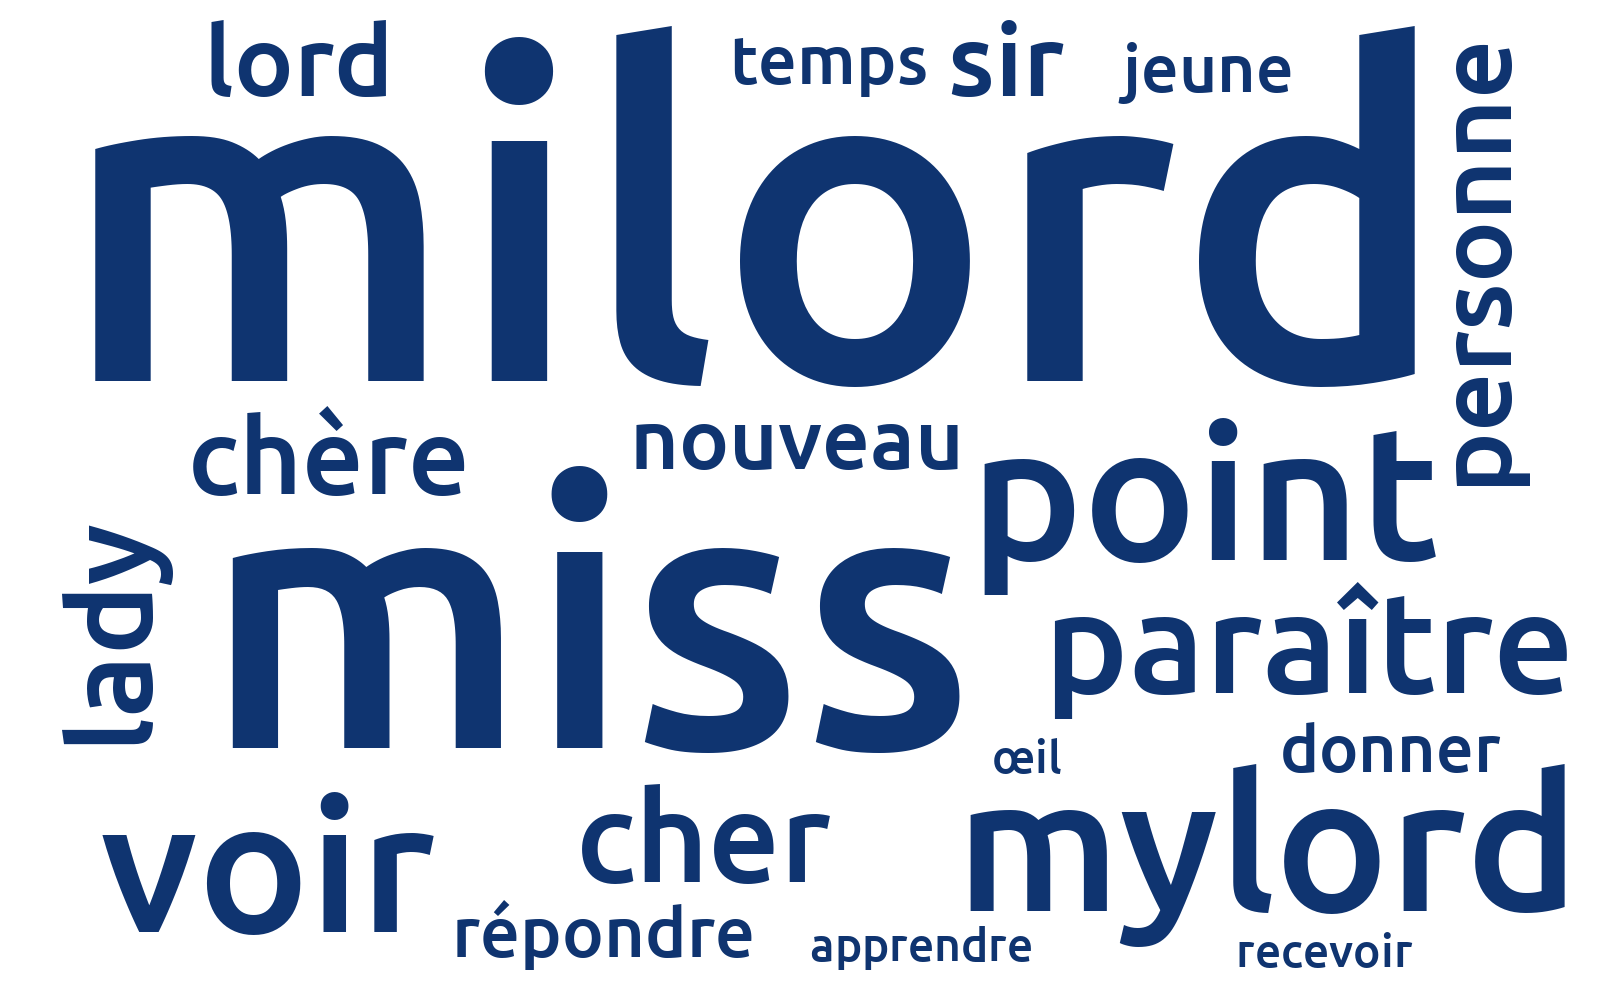 lord
temps
sir
jeune
milord
personne
chère
nouveau
point
lady
miss
paraître
œil
donner
voir
cher
mylord
répondre
apprendre
recevoir